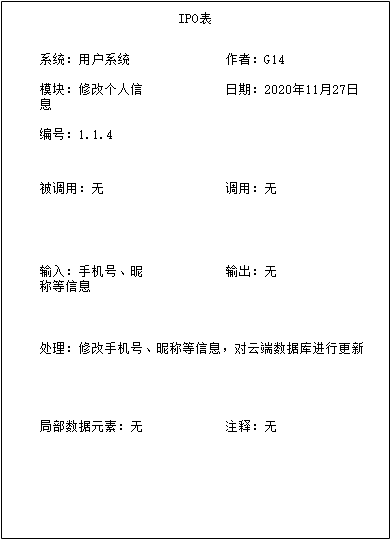 IPO表
系统：用户系统
作者：G14
模块：修改个人信
息
日期：2020年11月27日
编号：1.1.4
被调用：无
调用：无
输入：手机号、昵
称等信息
输出：无
处理：修改手机号、昵称等信息，对云端数据库进行更新
局部数据元素：无
注释：无